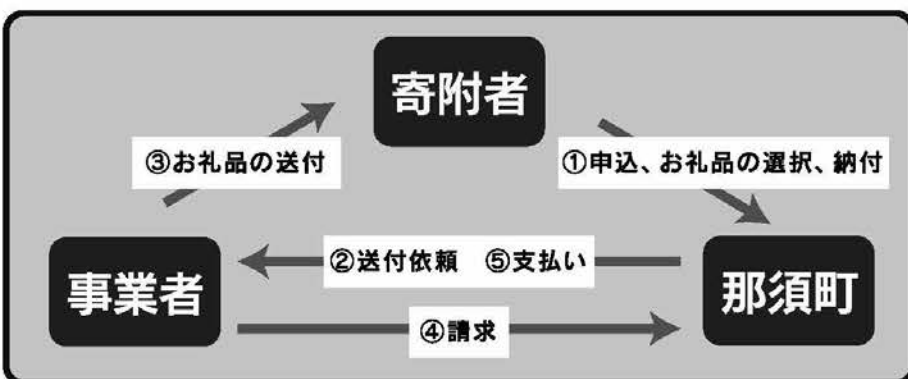 寄附者
③お礼品の送付
①申込、お礼品の選択、納付
事業者
②送付依頼　⑤支払い
那須町
④請求